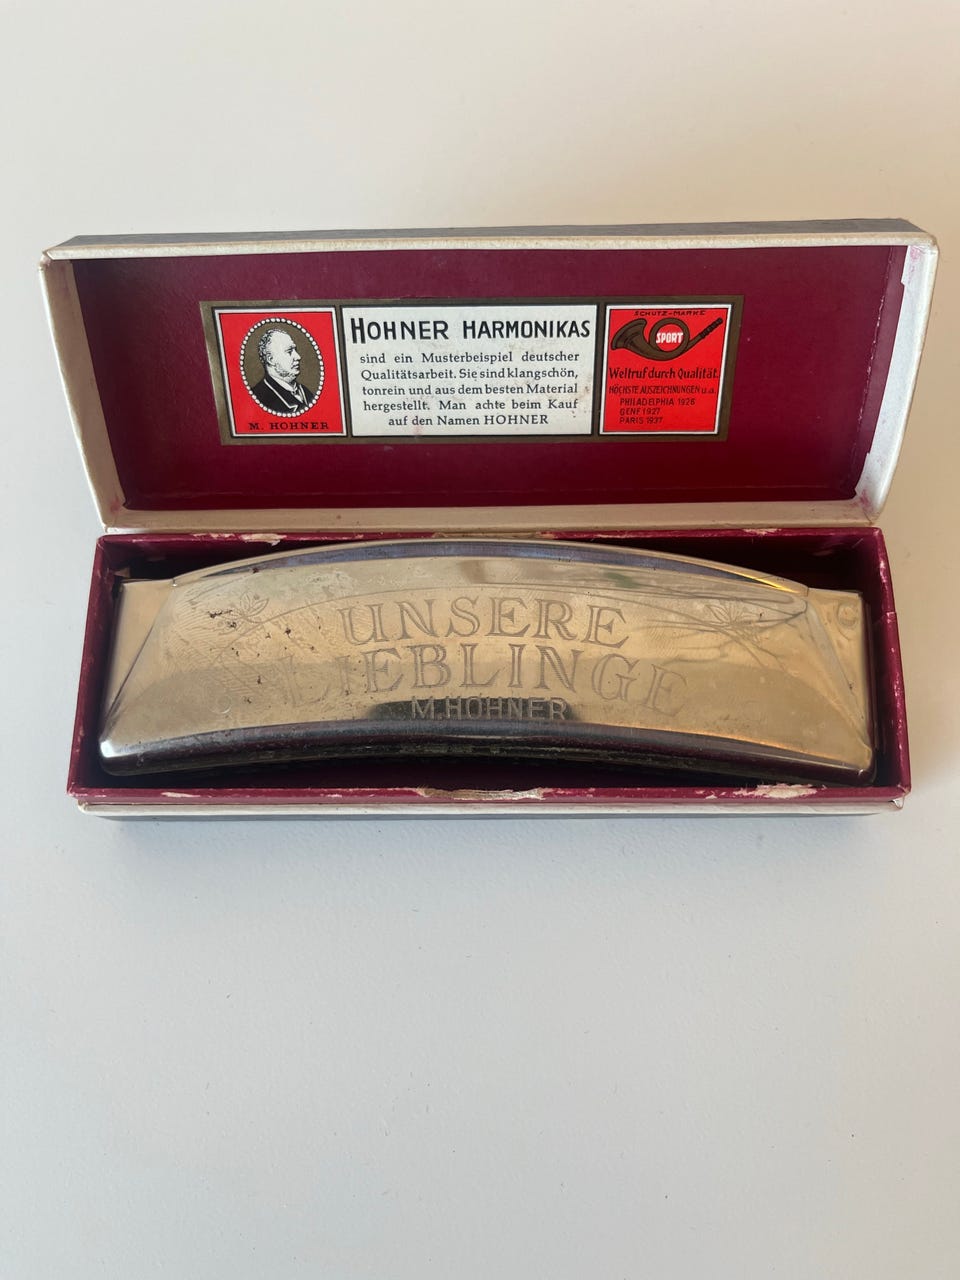 M. HOHNER
HOHNER HARMONIKAS
sind ein Musterbeispiel deutscher
Qualitätsarbeit. Sie sind klangschön,
tonrein und aus dem besten Material
hergestellt. Man achte beim Kauf
auf den Namen HOHNER
SCHUTZ-MARKE
SPORT
Weltruf durch Qualität
HÖCHSTE AUSZEICHNUNGEN u.a.
PHILADELPHIA 1926
GENF 1927
PARIS 1937
UNSERE
LIEBLINGE
M.HOHNER
C